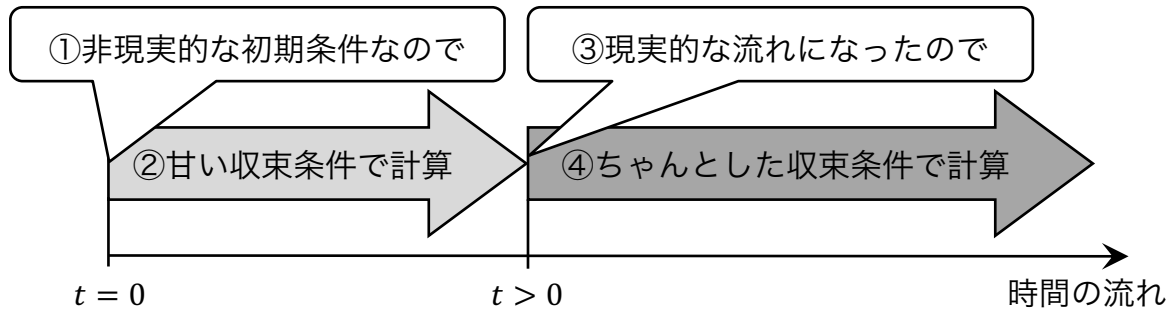 ①非現実的な初期条件なので
③現実的な流れになったので
②甘い収束条件で計算
④ちゃんとした収束条件で計算
t = 0
t > 0
時間の流れ